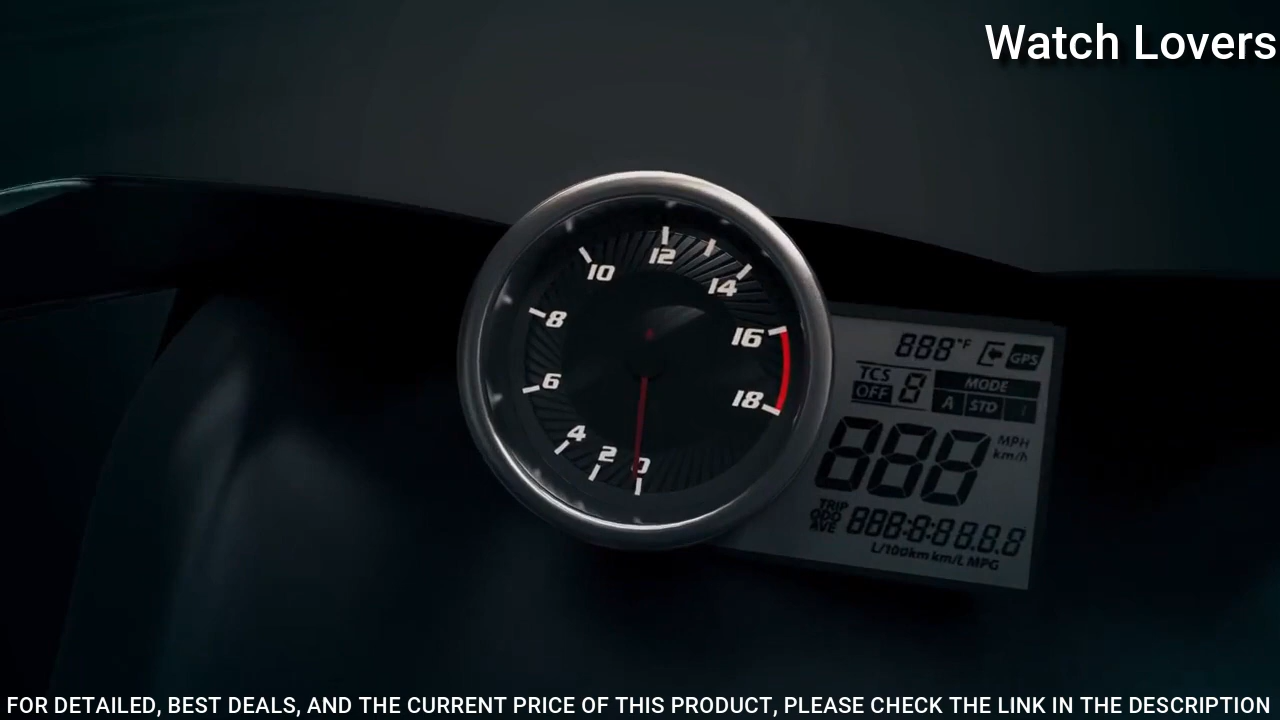 Watch Lovers
12
10
14
8
16
6
18
4
2
0
888 °F GPS
TCS
OFF 8
MODE
A STD
888 MPH
km/h
TRIP
ODO
AVE
888:8:88.8.8
L/100km km/L MPG
FOR DETAILED, BEST DEALS, AND THE CURRENT PRICE OF THIS PRODUCT, PLEASE CHECK THE LINK IN THE DESCRIPTION